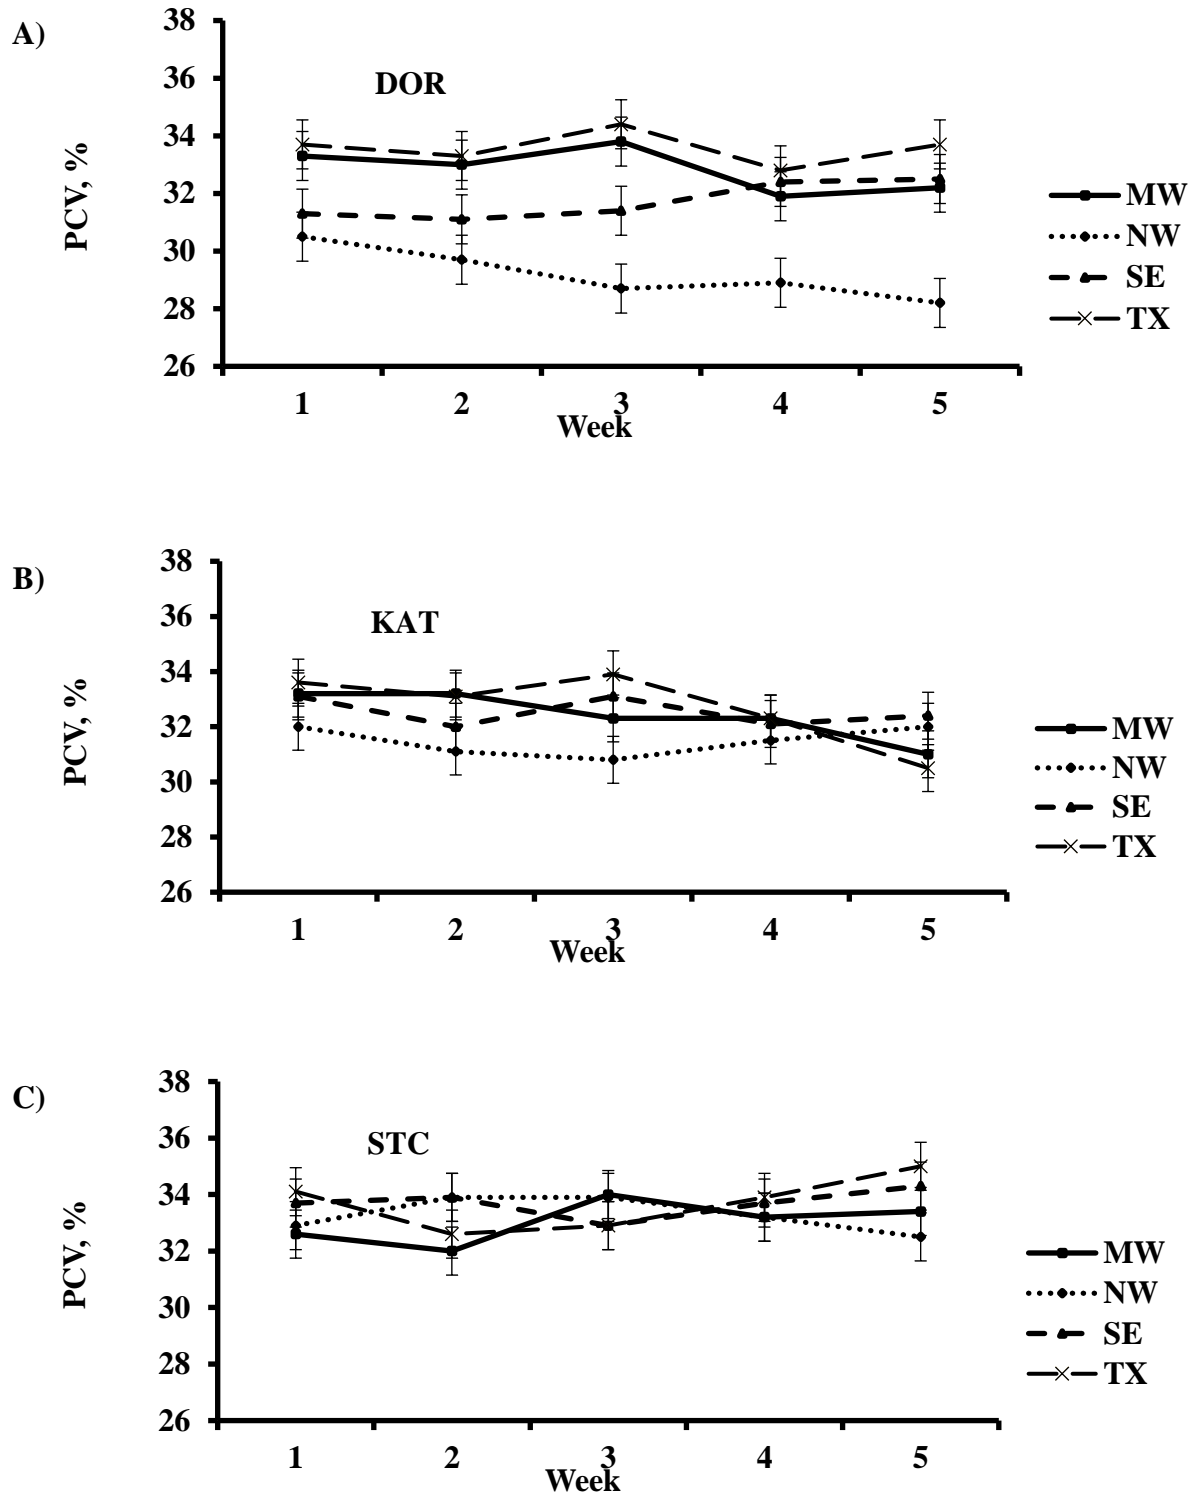 A)
DOR
PCV, %
38
36
34
32
30
28
26
1 2 3 4 5
Week
MW
NW
SE
TX
B)
KAT
PCV, %
38
36
34
32
30
28
26
1 2 3 4 5
Week
MW
NW
SE
TX
C)
STC
PCV, %
38
36
34
32
30
28
26
1 2 3 4 5
Week
MW
NW
SE
TX